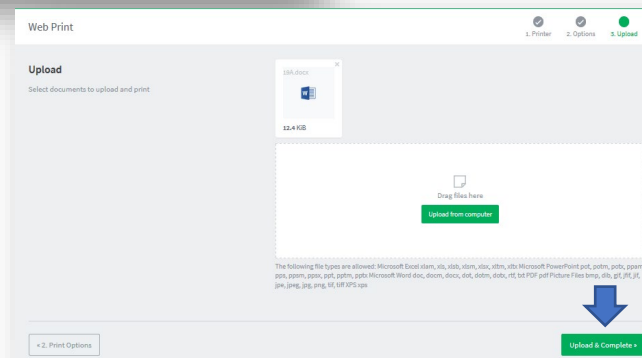 Web Print
1. Printer 2. Options 3. Upload
Upload
Select documents to upload and print
W
12.4 KiB
Drag files here
Upload from computer
The following file types are allowed: Microsoft Excel xlam, xls, xlsb, xlsm, xlsx, xltm, xltx Microsoft PowerPoint pot, potm, potx, ppam,
pps, ppsm, ppsx, ppt, pptm, pptx Microsoft Word doc, docm, docx, dot, dotm, dotx, rtf, txt PDF pdf Picture Files bmp, dib, gif, jfif, jif,
jpe, jpeg, jpg, png, tif, tiff XPS xps
« 2. Print Options
Upload & Complete »